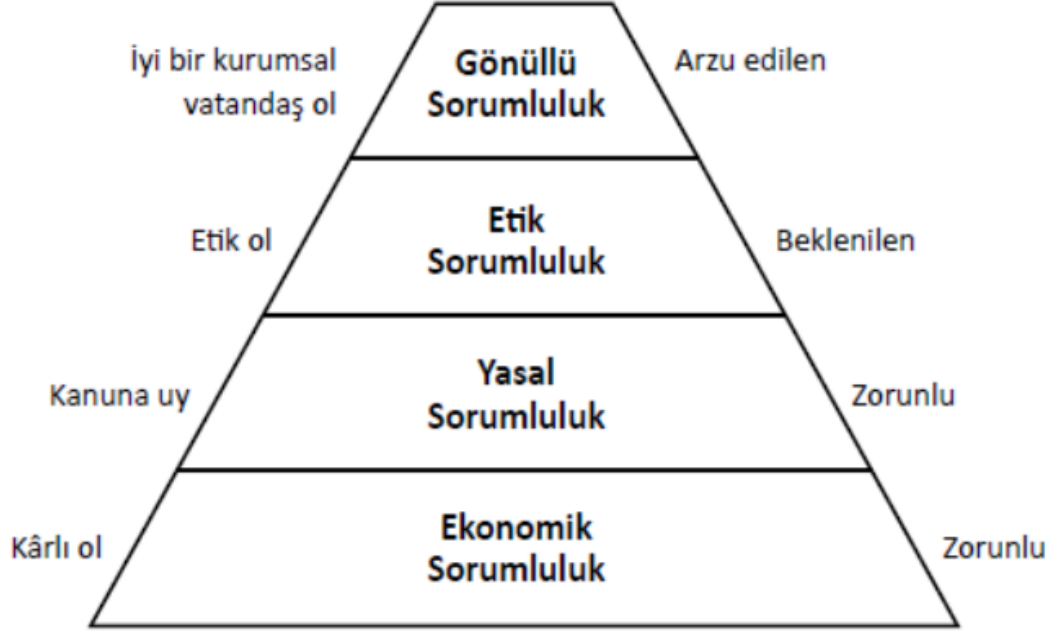 İyi bir kurumsal
vatandaş ol
Gönüllü
Sorumluluk
Arzu edilen
Etik ol
Etik
Sorumluluk
Beklenilen
Kanuna uy
Yasal
Sorumluluk
Zorunlu
Kârlı ol
Ekonomik
Sorumluluk
Zorunlu